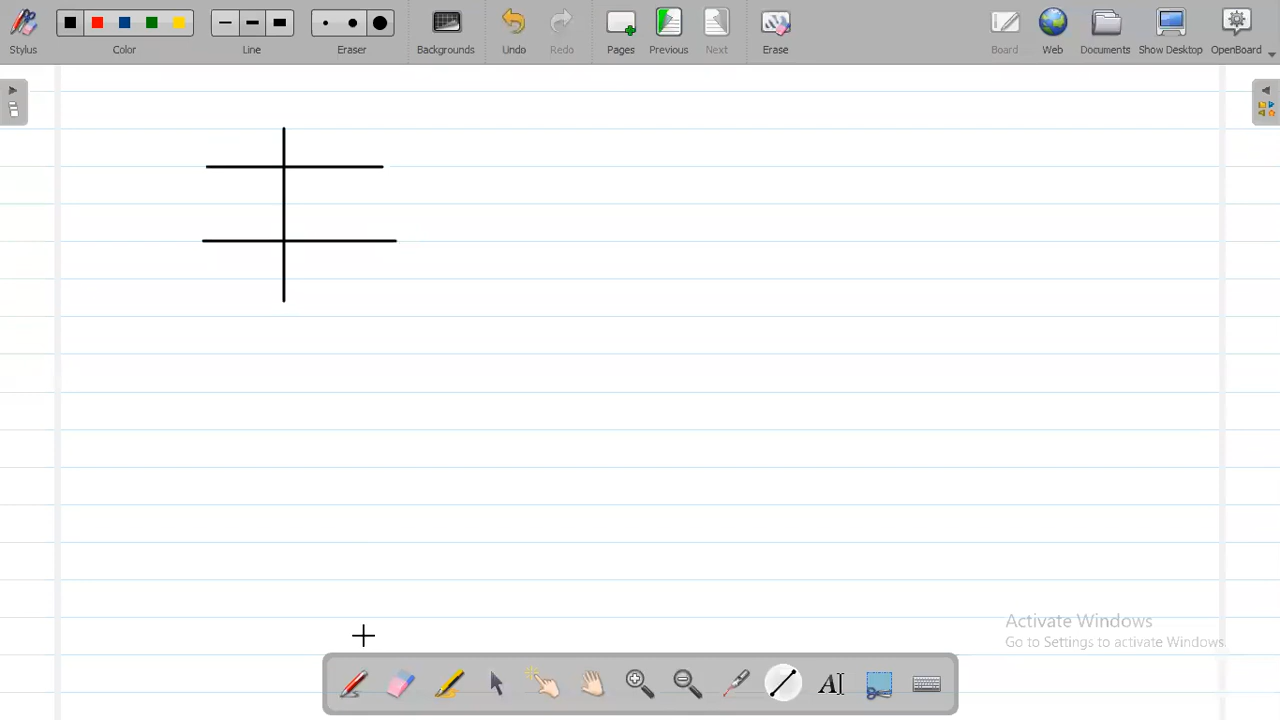 Stylus Color Line Eraser Backgrounds Undo Redo Pages Previous Next Erase Board Web Documents Show Desktop OpenBoard
Activate Windows
Go to Settings to activate Windows.
AI